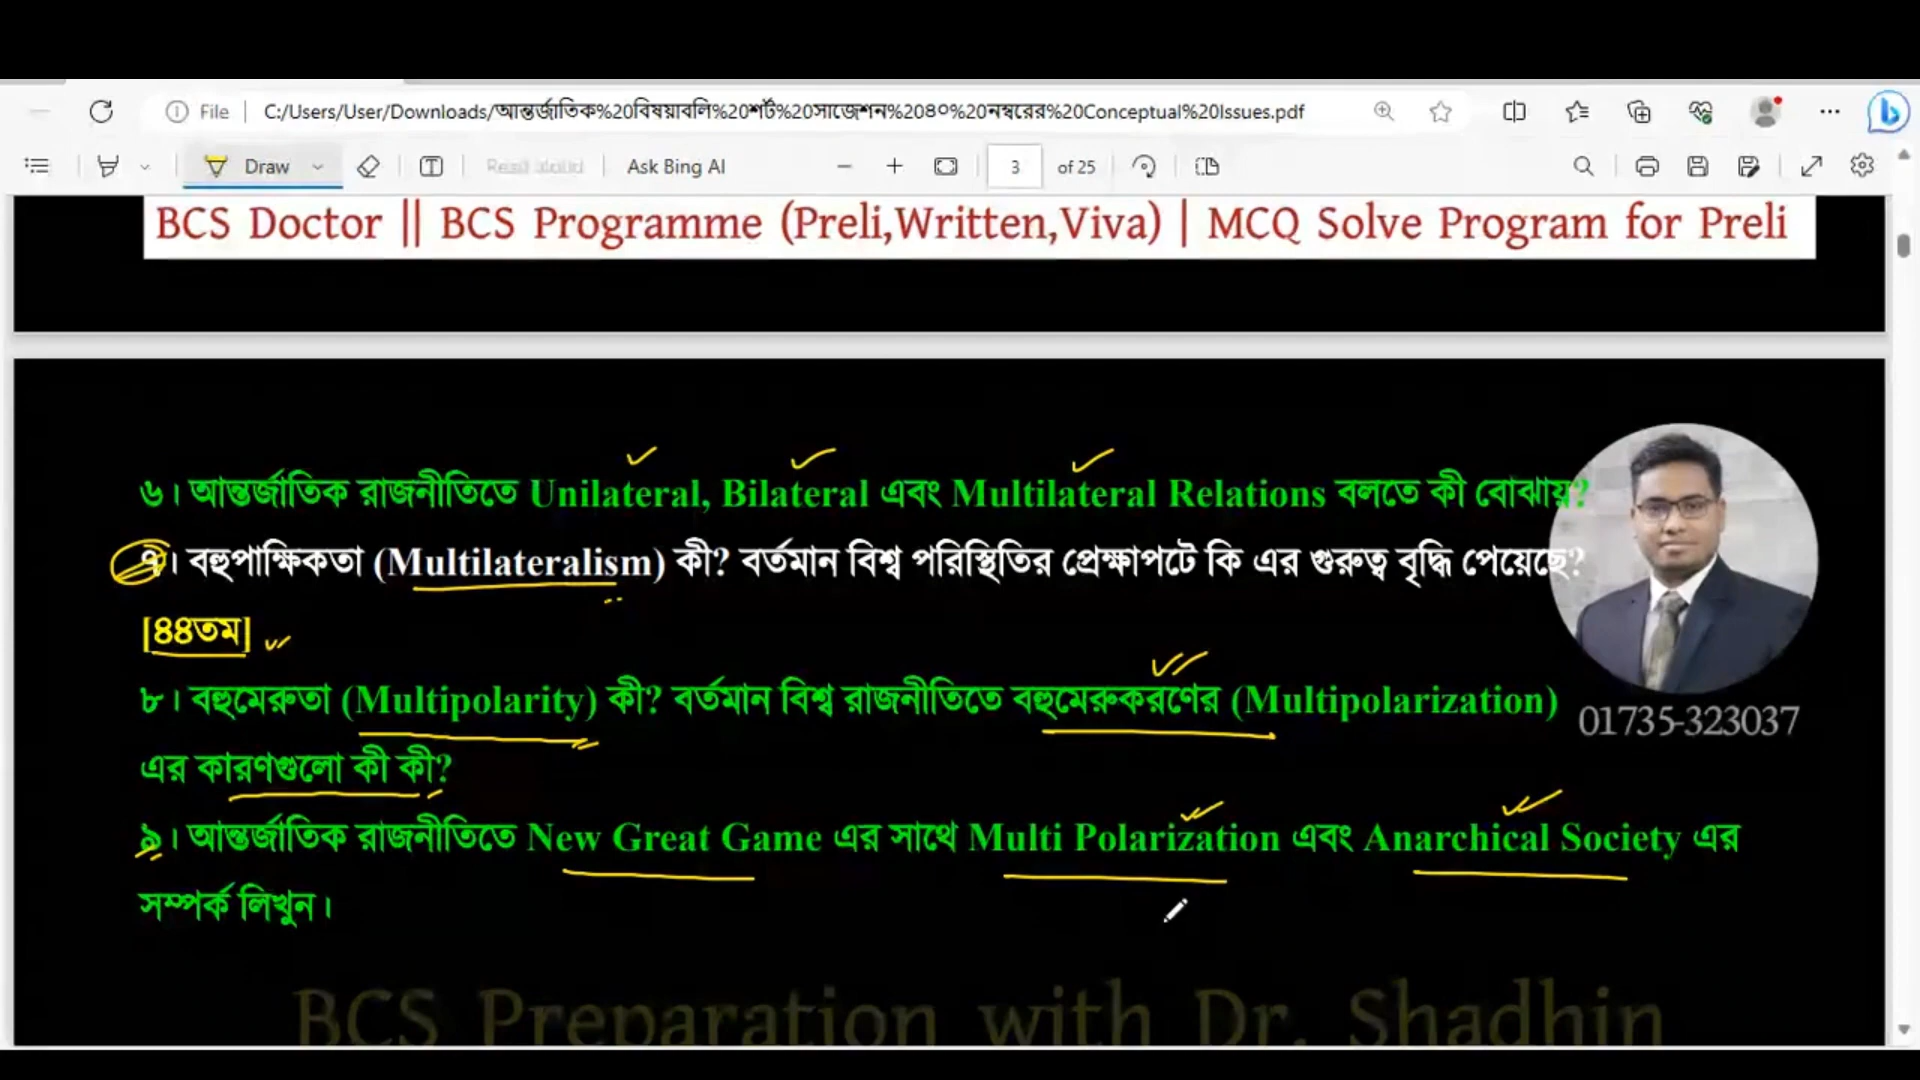 File
C:/Users/User/Downloads/আন্তর্জাতিক%20বিষয়াবলি%20শর্ট%20সাজেশন%20৪০%20নম্বরের%20Conceptual%20Issues.pdf
Draw
Read aloud
Ask Bing AI
3
of 25
BCS Doctor || BCS Programme (Preli,Written,Viva) | MCQ Solve Program for Preli
৬। আন্তর্জাতিক রাজনীতিতে Unilateral, Bilateral এবং Multilateral Relations বলতে কী বোঝায়?
৭। বহুপাক্ষিকতা (Multilateralism) কী? বর্তমান বিশ্ব পরিস্থিতির প্রেক্ষাপটে কি এর গুরুত্ব বৃদ্ধি পেয়েছে?
[৪৪তম]
৮। বহুমেরুতা (Multipolarity) কী? বর্তমান বিশ্ব রাজনীতিতে বহুমেরুকরণের (Multipolarization)
01735-323037
এর কারণগুলো কী কী?
৯। আন্তর্জাতিক রাজনীতিতে New Great Game এর সাথে Multi Polarization এবং Anarchical Society এর
সম্পর্ক লিখুন।
BCS Preparation with Dr. Shadhin